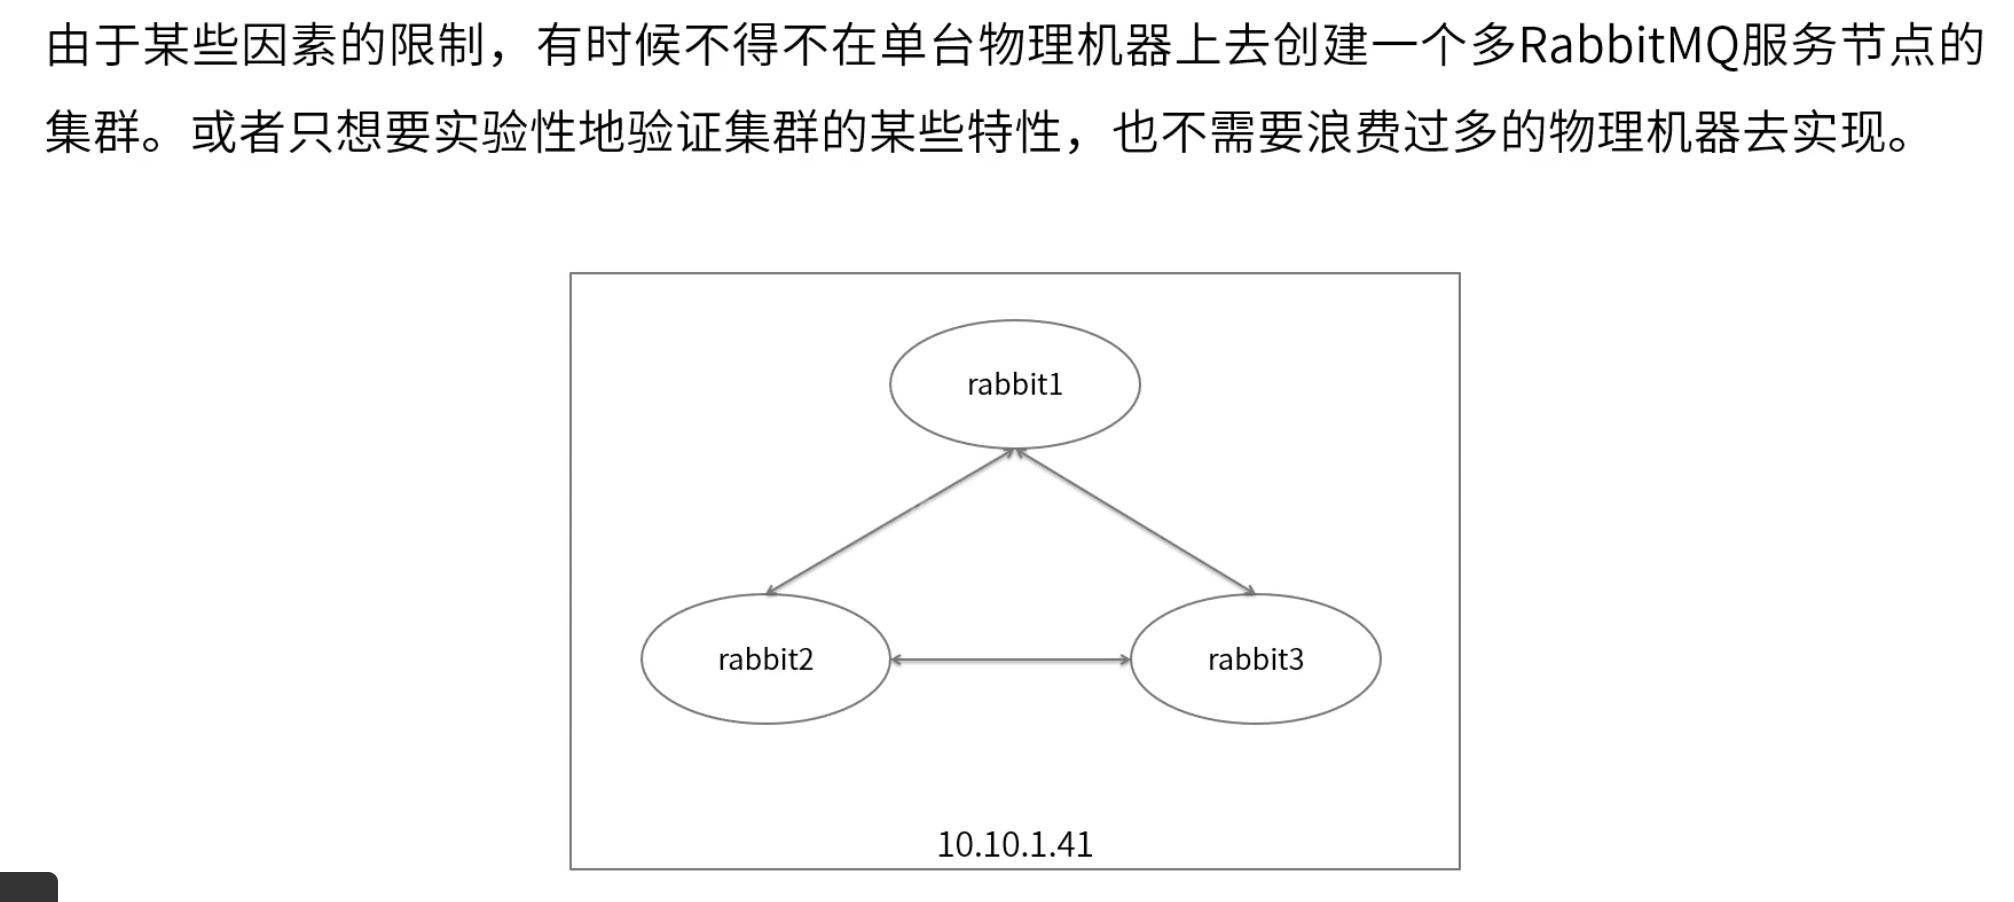 由于某些因素的限制，有时候不得不在单台物理机器上去创建一个多RabbitMQ服务节点的
集群。或者只想要实验性地验证集群的某些特性，也不需要浪费过多的物理机器去实现。
rabbit1
rabbit2
rabbit3
10.10.1.41